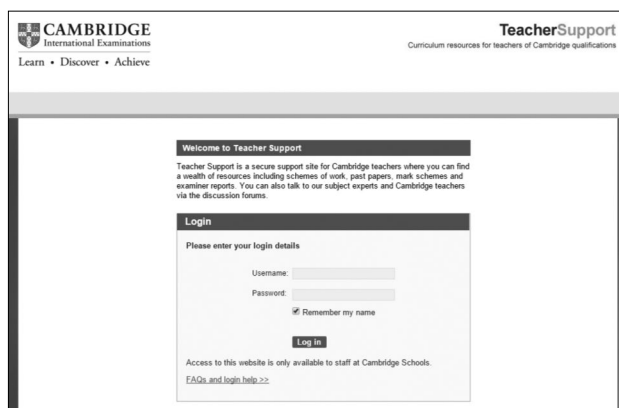 CAMBRIDGE
International Examinations
Learn • Discover • Achieve
TeacherSupport
Curriculum resources for teachers of Cambridge qualifications
Welcome to Teacher Support
Teacher Support is a secure support site for Cambridge teachers where you can find
a wealth of resources including schemes of work, past papers, mark schemes and
examiner reports. You can also talk to our subject experts and Cambridge teachers
via the discussion forums.
Login
Please enter your login details
Username:
Password:
Remember my name
Log in
Access to this website is only available to staff at Cambridge Schools.
FAQs and login help >>